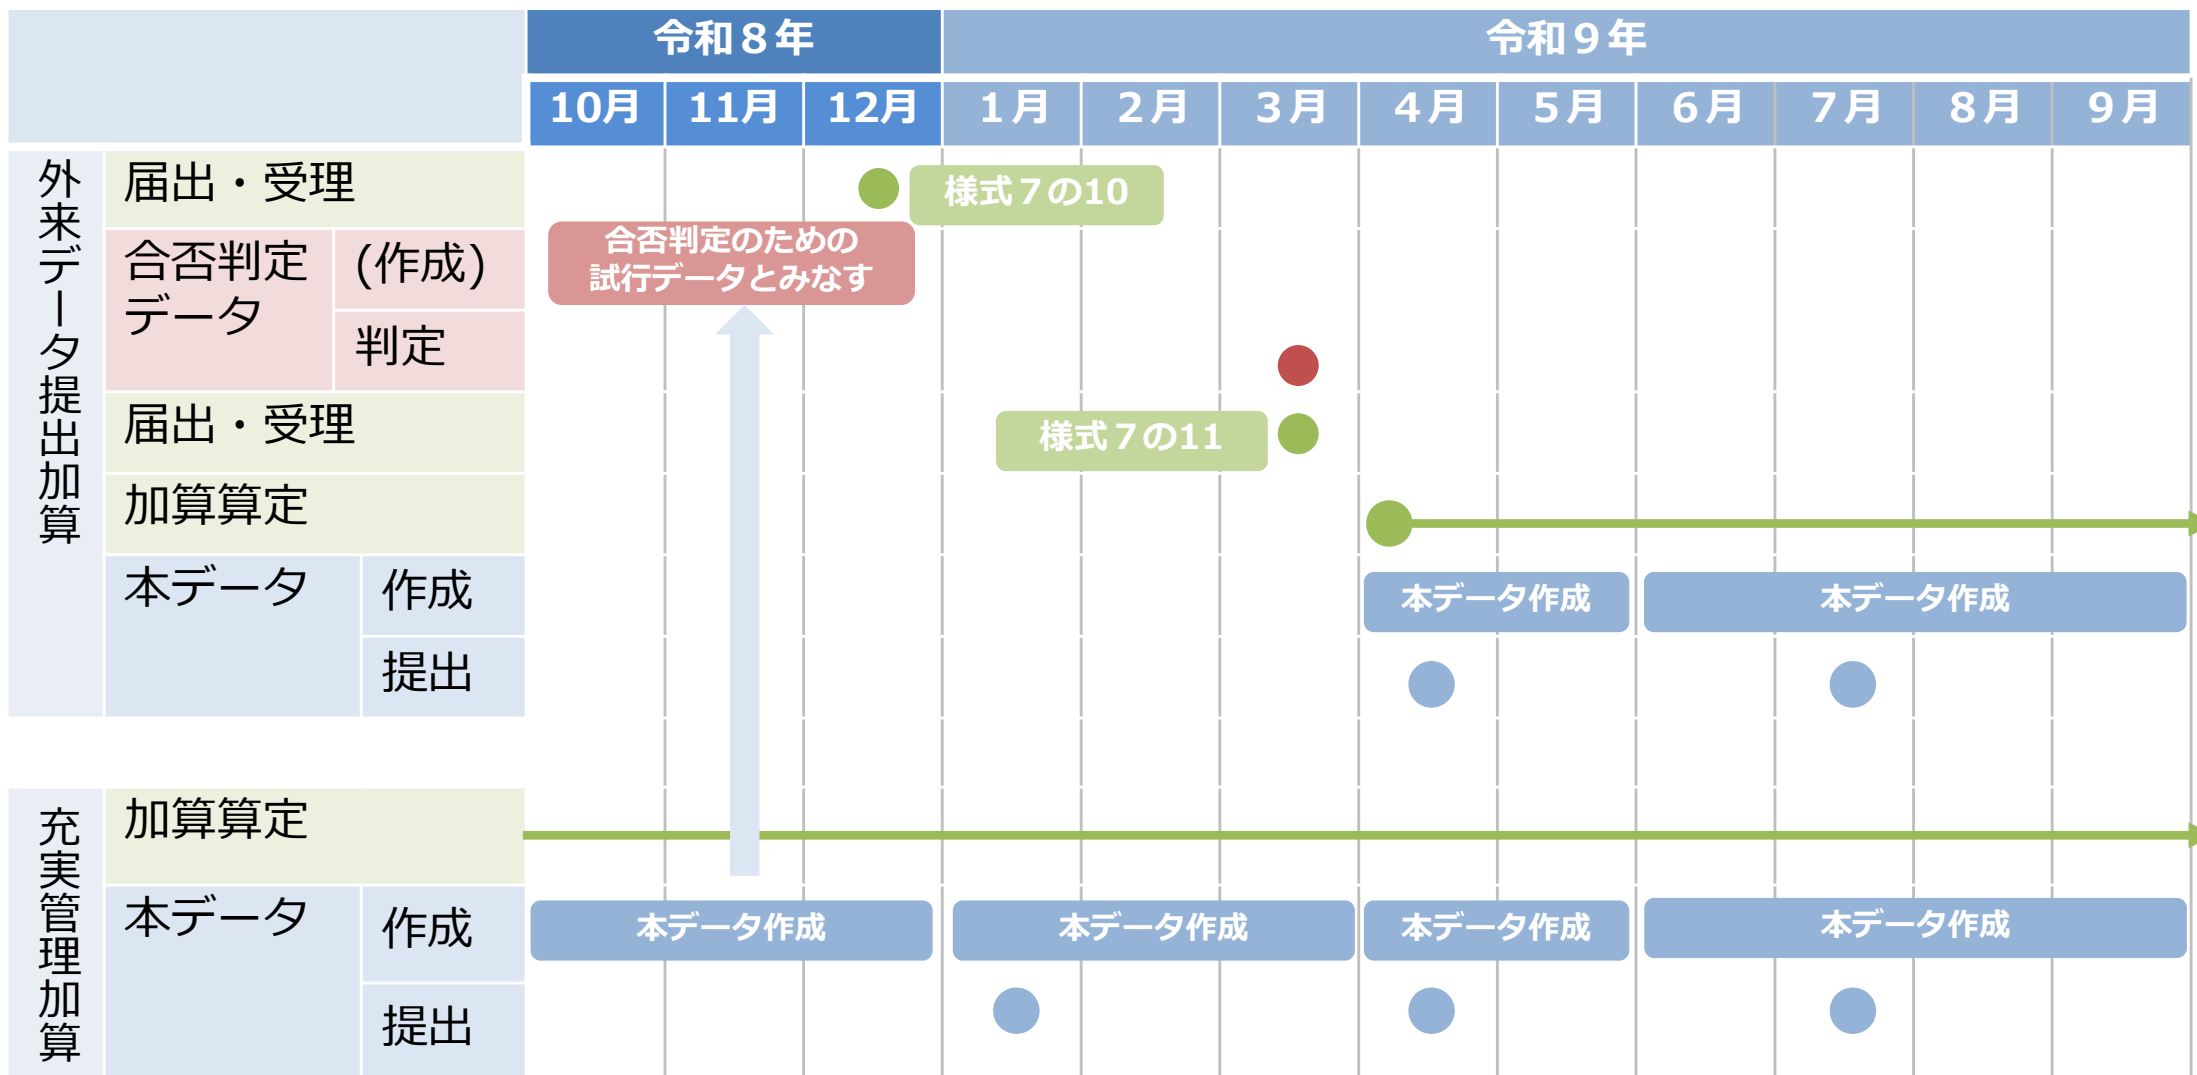 令和８年
令和９年
10月
11月
12月
１月
２月
３月
４月
５月
６月
７月
８月
９月
外来データ提出加算
届出・受理
様式７の10
合否判定
データ
(作成)
合否判定のための
試行データとみなす
判定
届出・受理
様式７の11
加算算定
本データ
作成
本データ作成
本データ作成
提出
充実管理加算
加算算定
本データ
作成
本データ作成
本データ作成
本データ作成
本データ作成
提出